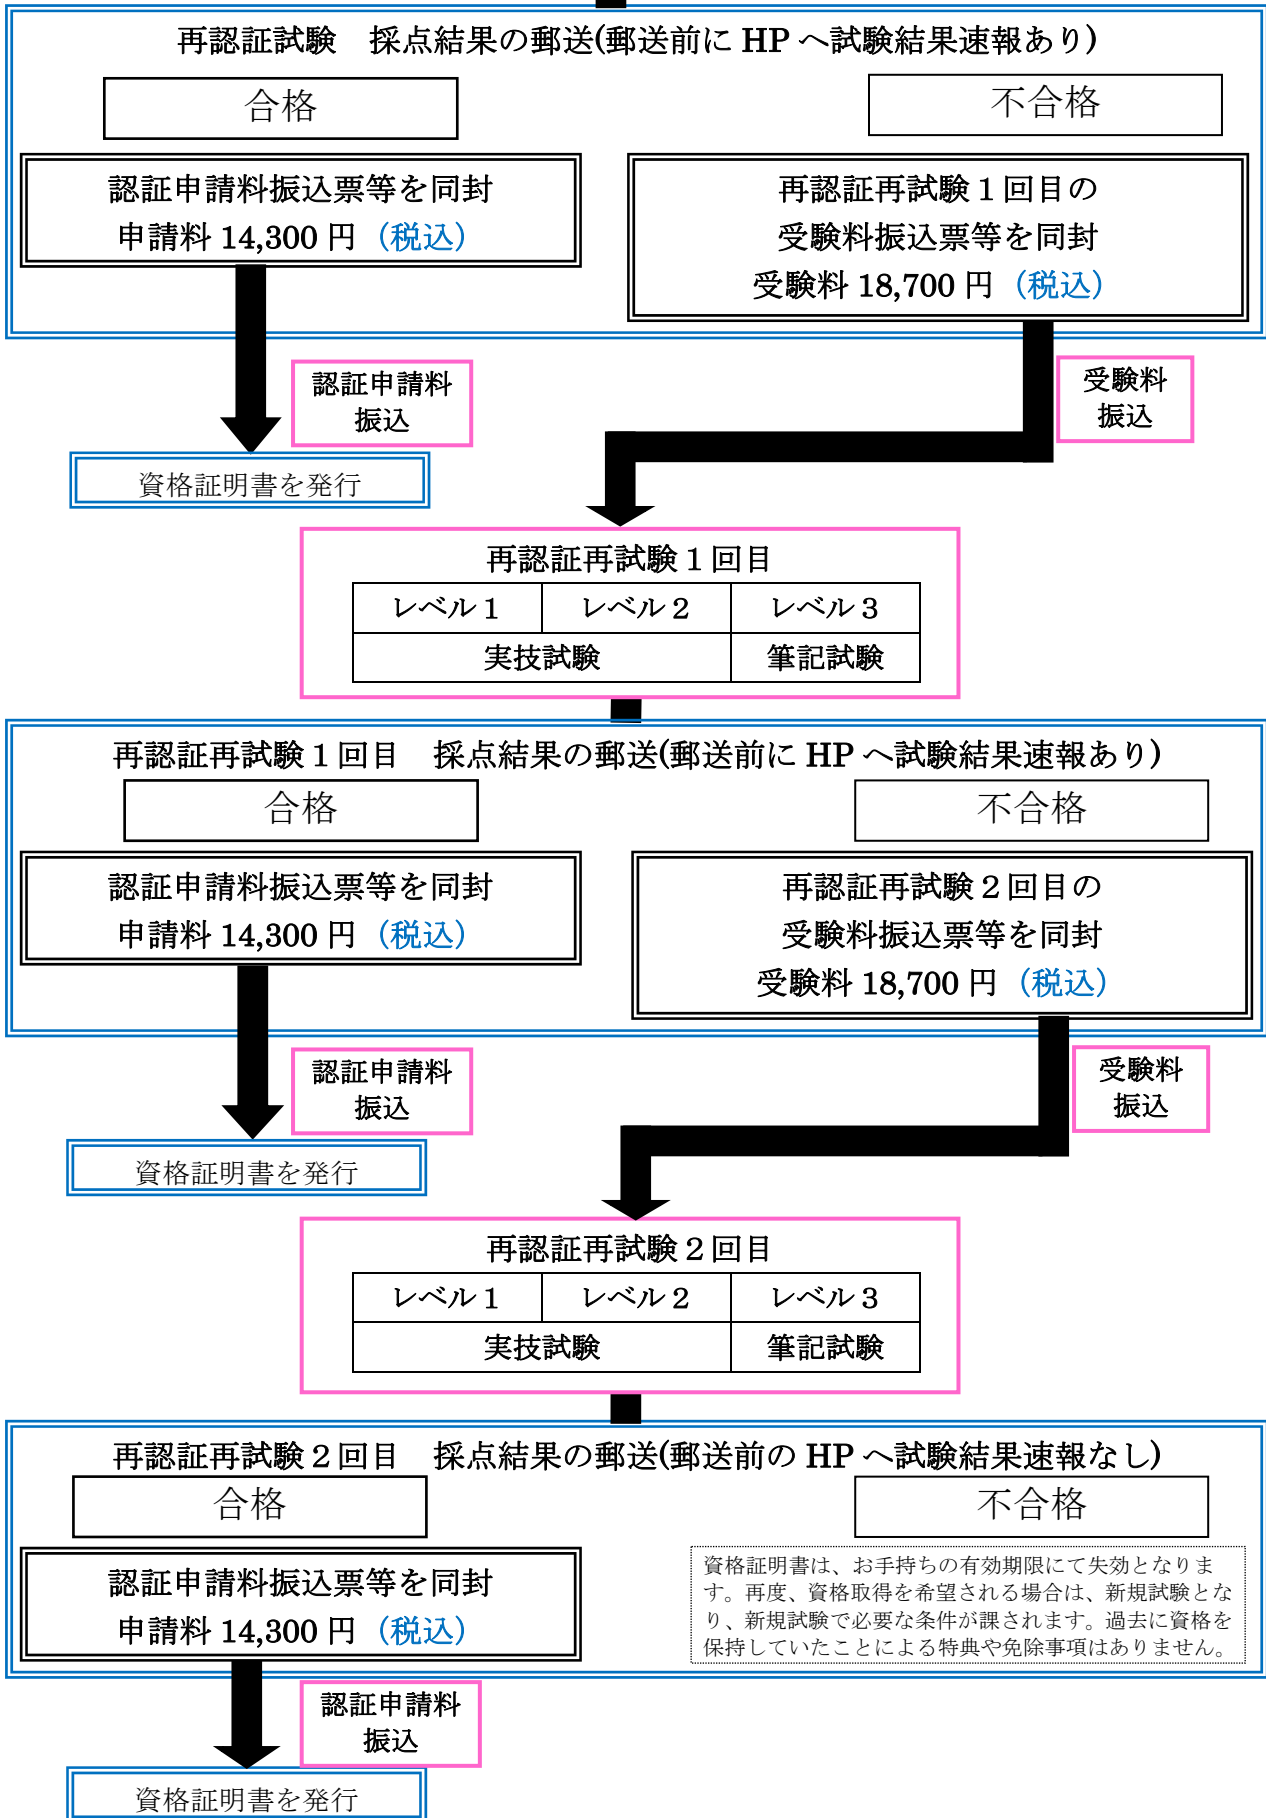 再認証試験　採点結果の郵送(郵送前に HP へ試験結果速報あり)
合格
不合格
認証申請料振込票等を同封
申請料 14,300 円（税込）
再認証再試験１回目の
受験料振込票等を同封
受験料 18,700 円（税込）
認証申請料
振込
受験料
振込
資格証明書を発行
再認証再試験１回目
レベル１
レベル２
レベル３
実技試験
筆記試験
再認証再試験１回目　採点結果の郵送(郵送前に HP へ試験結果速報あり)
合格
不合格
認証申請料振込票等を同封
申請料 14,300 円（税込）
再認証再試験２回目の
受験料振込票等を同封
受験料 18,700 円（税込）
認証申請料
振込
受験料
振込
資格証明書を発行
再認証再試験２回目
レベル１
レベル２
レベル３
実技試験
筆記試験
再認証再試験２回目　採点結果の郵送(郵送前の HP へ試験結果速報なし)
合格
不合格
認証申請料振込票等を同封
申請料 14,300 円（税込）
資格証明書は、お手持ちの有効期限にて失効となりま
す。再度、資格取得を希望される場合は、新規試験とな
り、新規試験で必要な条件が課されます。過去に資格を
保持していたことによる特典や免除事項はありません。
認証申請料
振込
資格証明書を発行